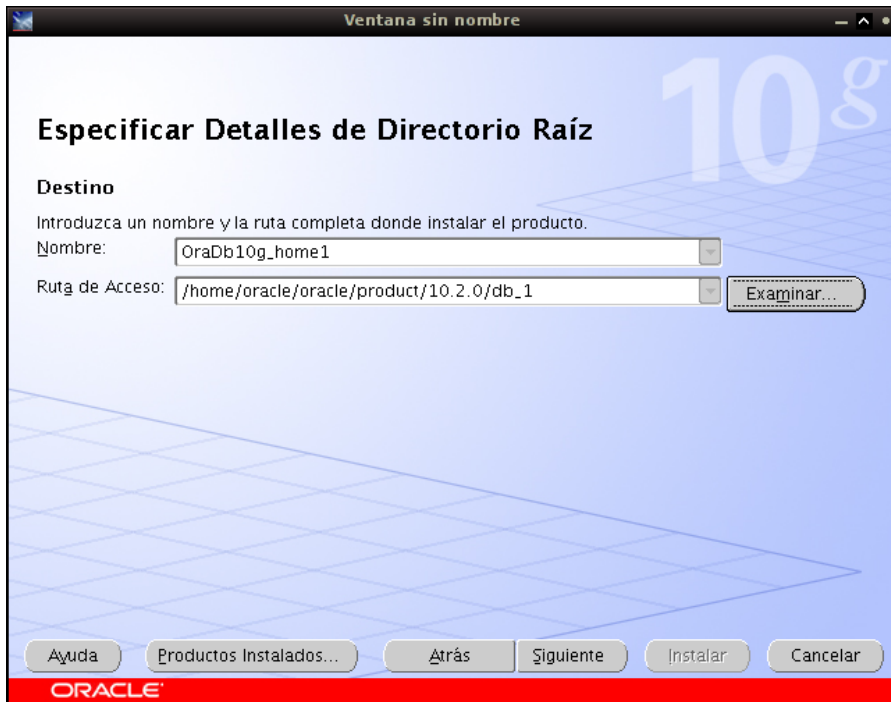 Ventana sin nombre
10g
Especificar Detalles de Directorio Raíz
Destino
Introduzca un nombre y la ruta completa donde instalar el producto.
Nombre: OraDb10g_home1
Ruta de Acceso: /home/oracle/oracle/product/10.2.0/db_1 Examinar...
Ayuda Productos Instalados... Atrás Siguiente Instalar Cancelar
ORACLE